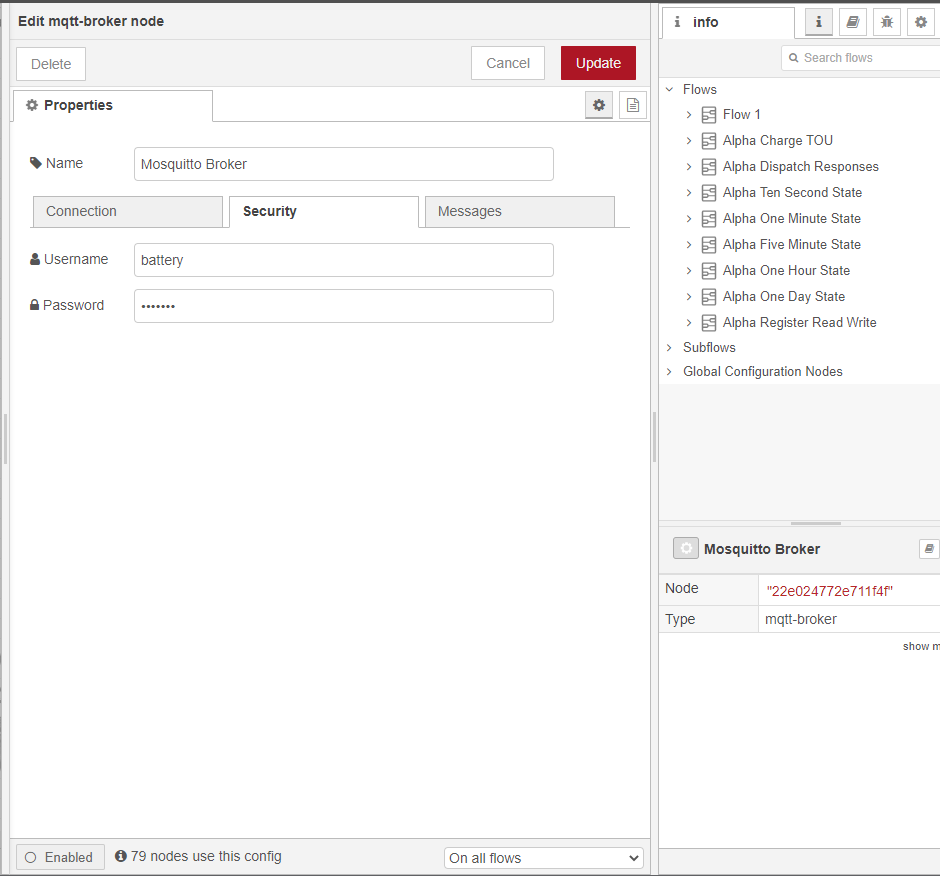 Edit mqtt-broker node
Delete
Cancel
Update
Properties
Name
Mosquitto Broker
Connection
Security
Messages
Username
battery
Password
•••••••
Enabled
79 nodes use this config
On all flows
info
Search flows
Flows
Flow 1
Alpha Charge TOU
Alpha Dispatch Responses
Alpha Ten Second State
Alpha One Minute State
Alpha Five Minute State
Alpha One Hour State
Alpha One Day State
Alpha Register Read Write
Subflows
Global Configuration Nodes
Mosquitto Broker
Node
"22e024772e711f4f"
Type
mqtt-broker
show m